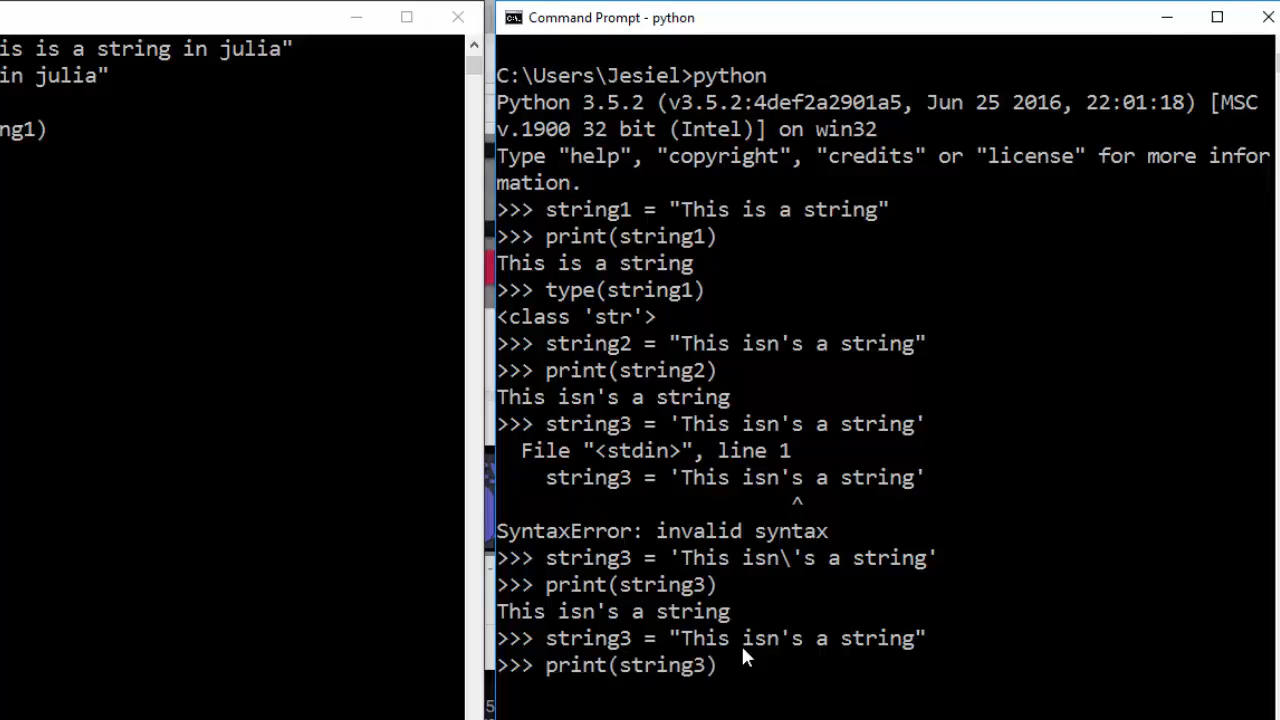 is is a string in julia"
in julia"
ng1)
Command Prompt - python
C:\Users\Jesiel>python
Python 3.5.2 (v3.5.2:4def2a2901a5, Jun 25 2016, 22:01:18) [MSC
v.1900 32 bit (Intel)] on win32
Type "help", "copyright", "credits" or "license" for more infor
mation.
>>> string1 = "This is a string"
>>> print(string1)
This is a string
>>> type(string1)
<class 'str'>
>>> string2 = "This isn's a string"
>>> print(string2)
This isn's a string
>>> string3 = 'This isn's a string'
  File "<stdin>", line 1
    string3 = 'This isn's a string'
                        ^
SyntaxError: invalid syntax
>>> string3 = 'This isn\'s a string'
>>> print(string3)
This isn's a string
>>> string3 = "This isn's a string"
>>> print(string3)
5